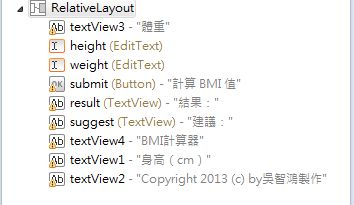 RelativeLayout
textView3 - "體重"
height (EditText)
weight (EditText)
OK submit (Button) - "計算 BMI 值"
result (TextView) - "結果："
suggest (TextView) - "建議："
textView4 - "BMI計算器"
textView1 - "身高（cm）"
textView2 - "Copyright 2013 (c) by吳智鴻製作"